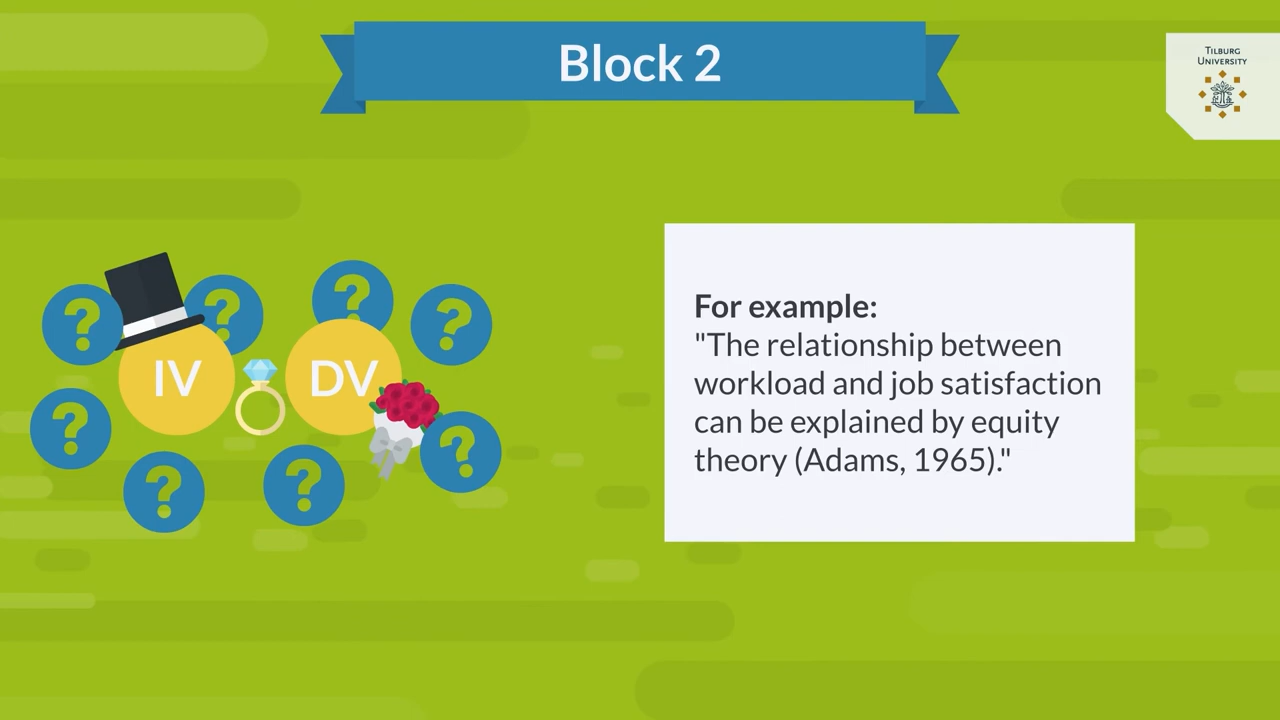 Block 2
TILBURG
UNIVERSITY
?
?
?
?
IV
DV
?
?
?
?
For example:
"The relationship between
workload and job satisfaction
can be explained by equity
theory (Adams, 1965)."